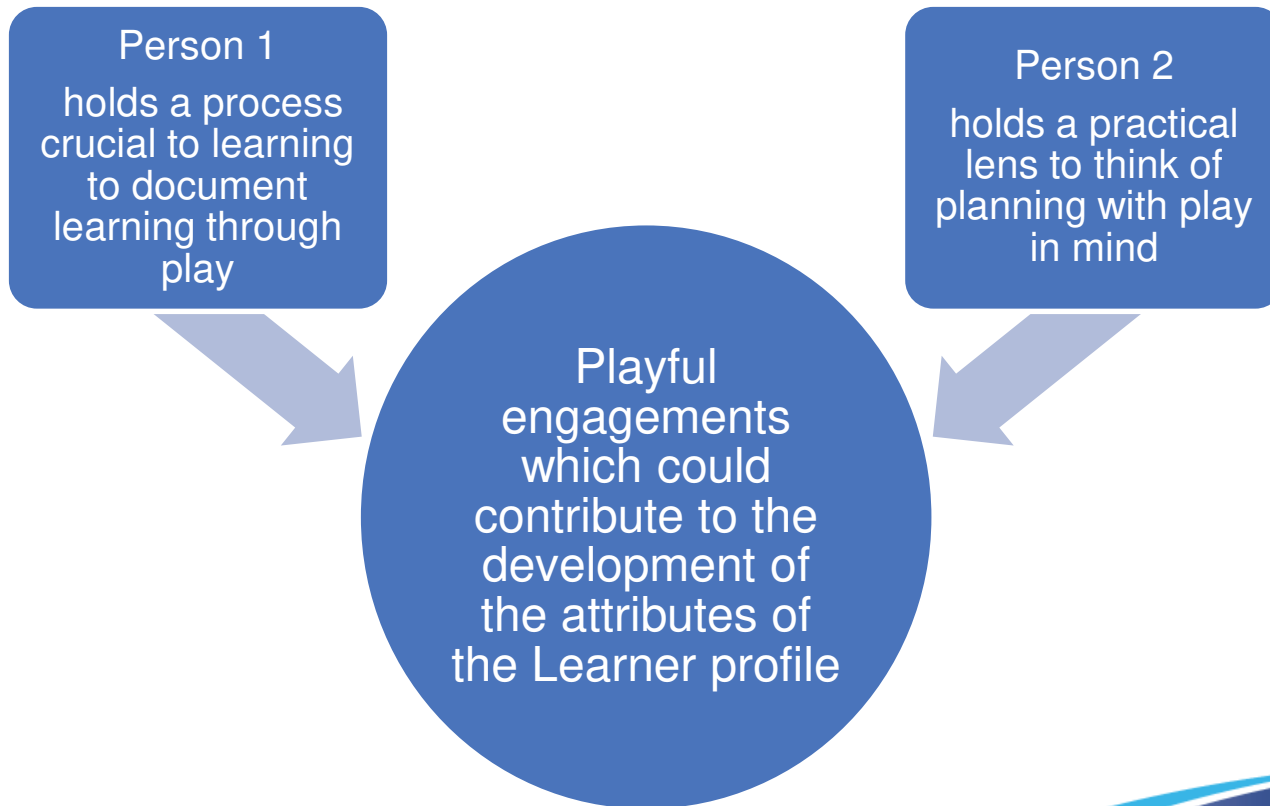 Person 1
holds a process
crucial to learning
to document
learning through
play
Person 2
holds a practical
lens to think of
planning with play
in mind
Playful
engagements
which could
contribute to the
development of
the attributes of
the Learner profile